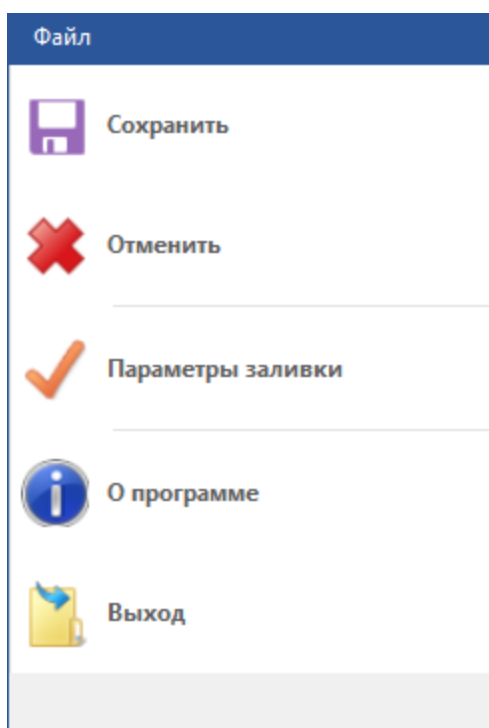 Файл
Сохранить
Отменить
Параметры заливки
О программе
Выход